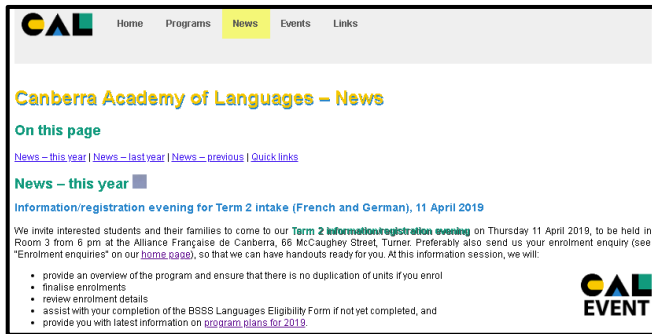 CAL Home Programs News Events Links
Canberra Academy of Languages – News
On this page
News – this year | News – last year | News – previous | Quick links
News – this year
Information/registration evening for Term 2 intake (French and German), 11 April 2019
We invite interested students and their families to come to our Term 2 information/registration evening on Thursday 11 April 2019, to be held in
Room 3 from 6 pm at the Alliance Française de Canberra, 66 McCaughey Street, Turner. Preferably also send us your enrolment enquiry (see
"Enrolment enquiries" on our home page), so that we can have handouts ready for you. At this information session, we will:
• provide an overview of the program and ensure that there is no duplication of units if you enrol
• finalise enrolments
• review enrolment details
• assist with your completion of the BSSS Languages Eligibility Form if not yet completed, and
• provide you with latest information on program plans for 2019.
CAL
EVENT